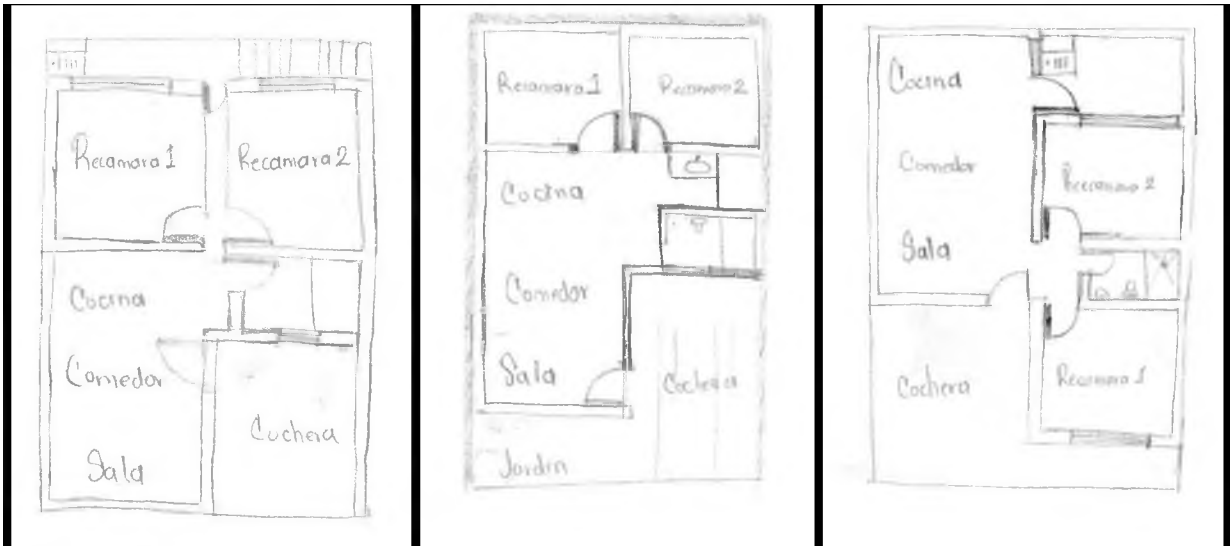 Recamara 1
Recamara 2
Cocina
Comedor
Sala
Cuchera
Recamara 1
Recamara 2
Cocina
Comedor
Sala
Cochera
Jardin
Cocina
Comedor
Recamara 2
Sala
Cochera
Recamara 1